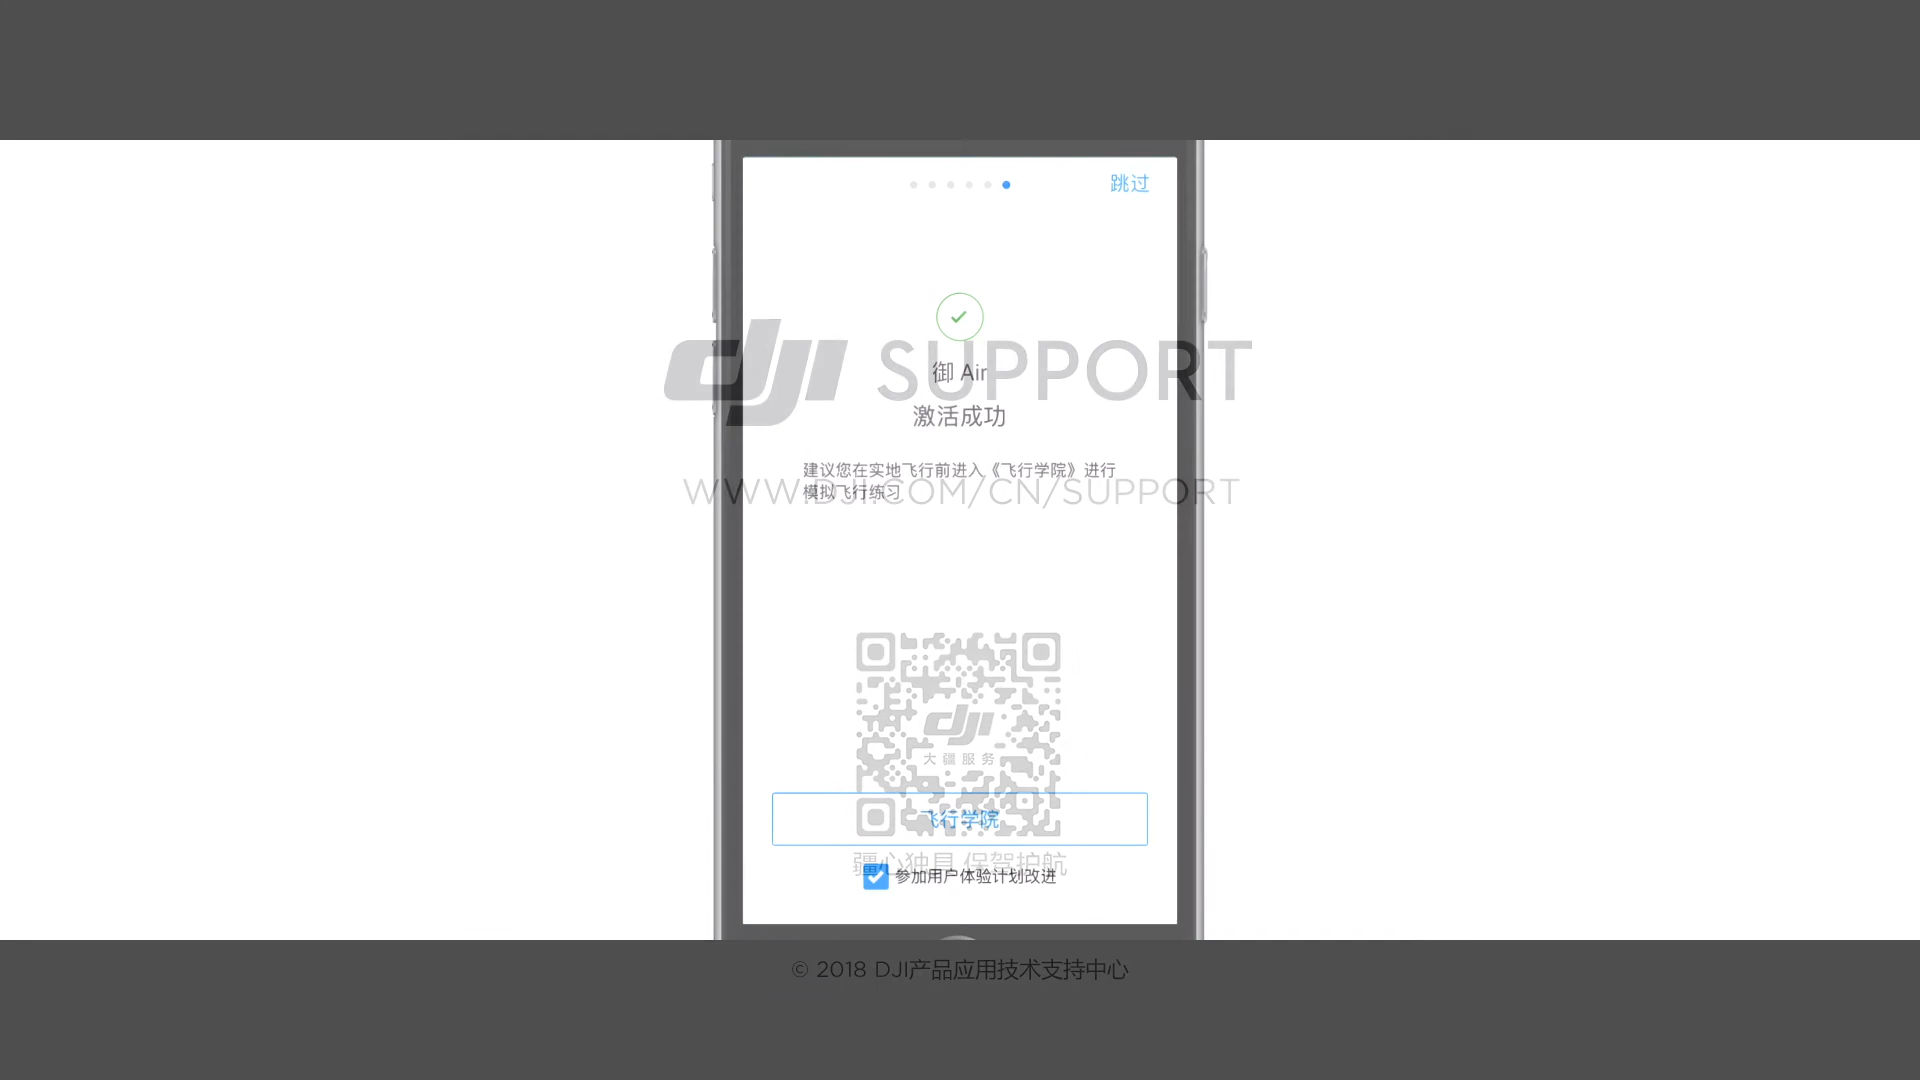 跳过
dji SUPPORT
御 Air
激活成功
建议您在实地飞行前进入《飞行学院》进行
模拟飞行练习
WWW.DJI.COM/CN/SUPPORT
dji
大疆服务
飞行学院
疆心独具 保驾护航
参加用户体验计划改进
© 2018 DJI产品应用技术支持中心